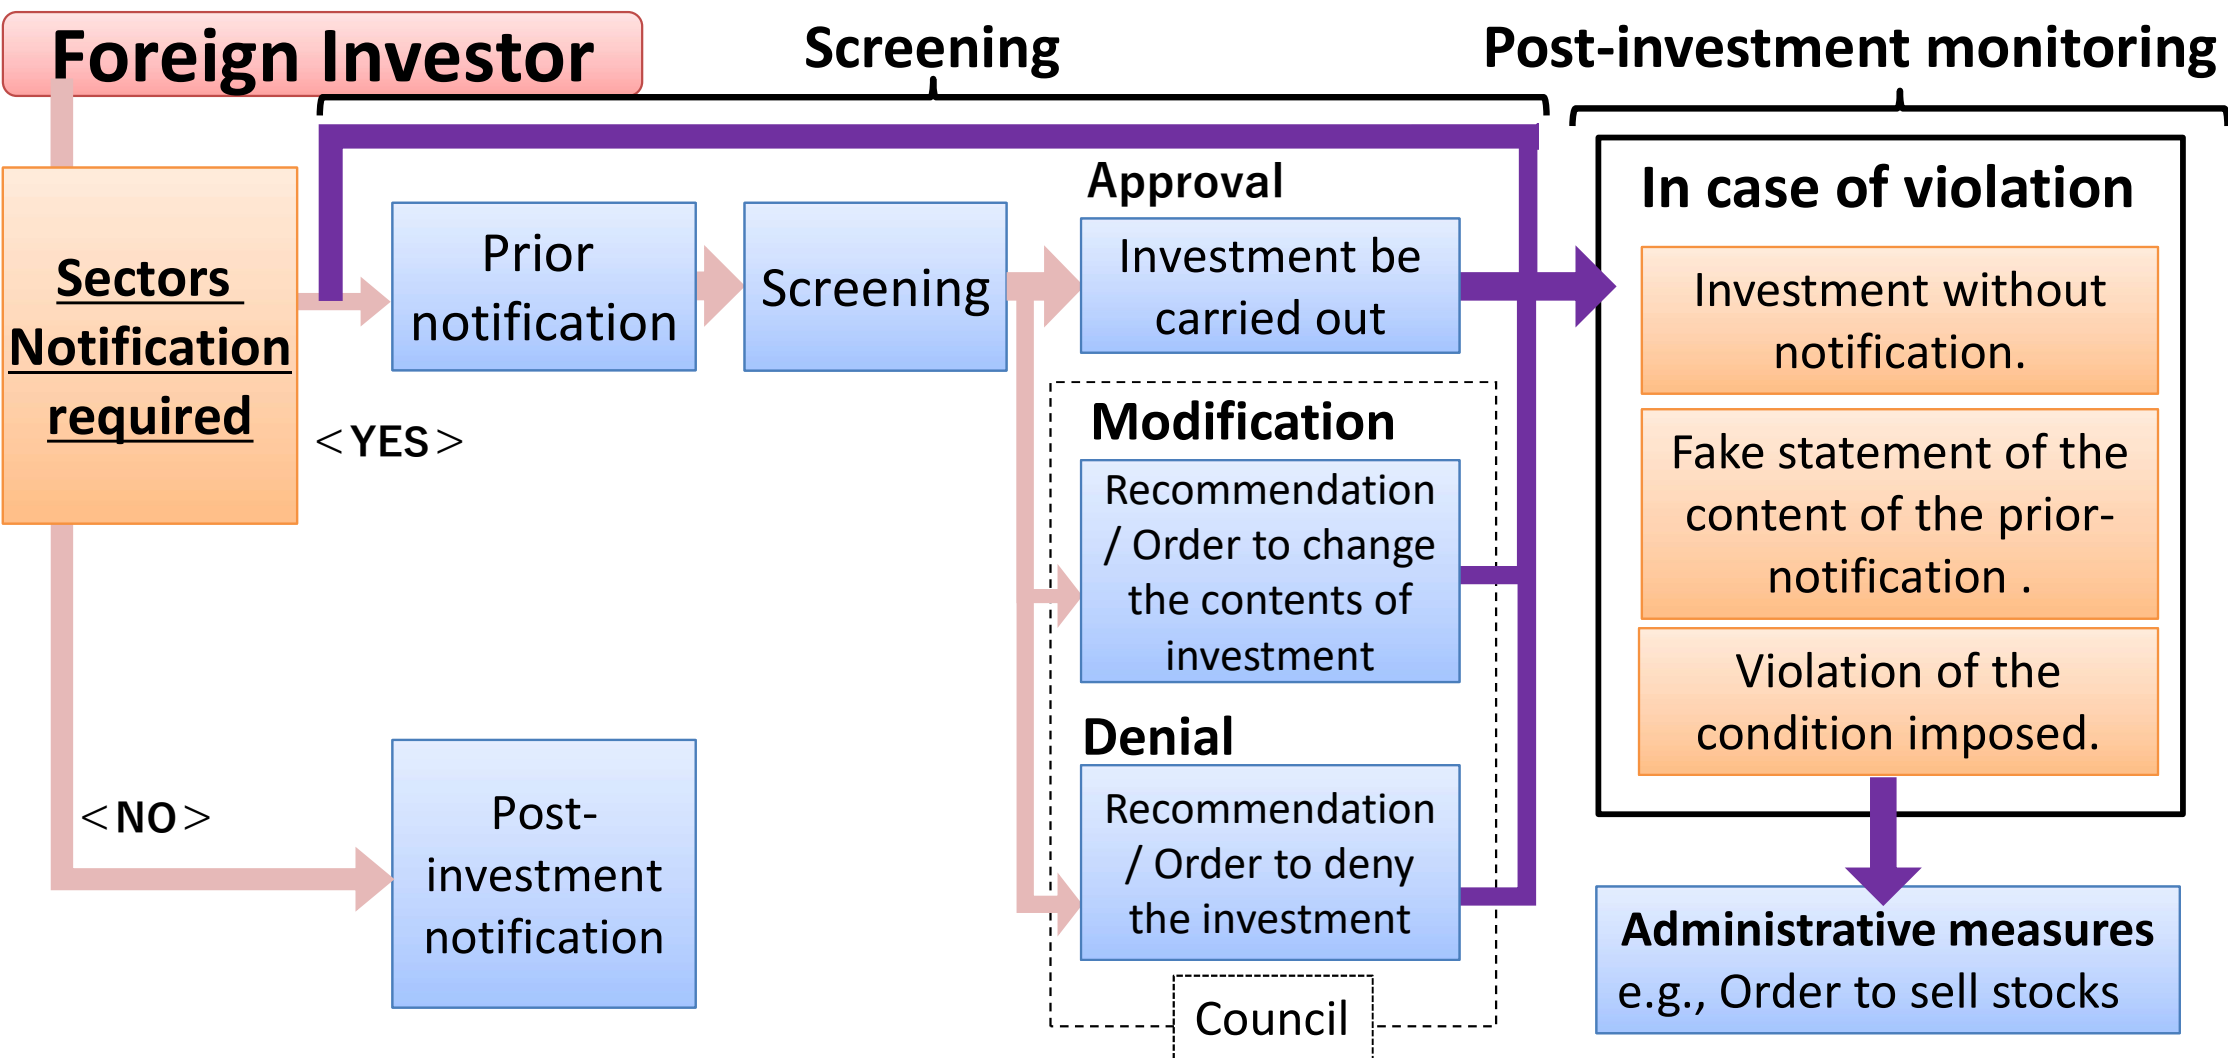 Foreign Investor
Screening
Post-investment monitoring
Sectors
Notification
required
<YES>
<NO>
Prior
notification
Screening
Approval
Investment be
carried out
Modification
Recommendation
/ Order to change
the contents of
investment
Denial
Recommendation
/ Order to deny
the investment
Council
Post-
investment
notification
In case of violation
Investment without
notification.
Fake statement of the
content of the prior-
notification .
Violation of the
condition imposed.
Administrative measures
e.g., Order to sell stocks